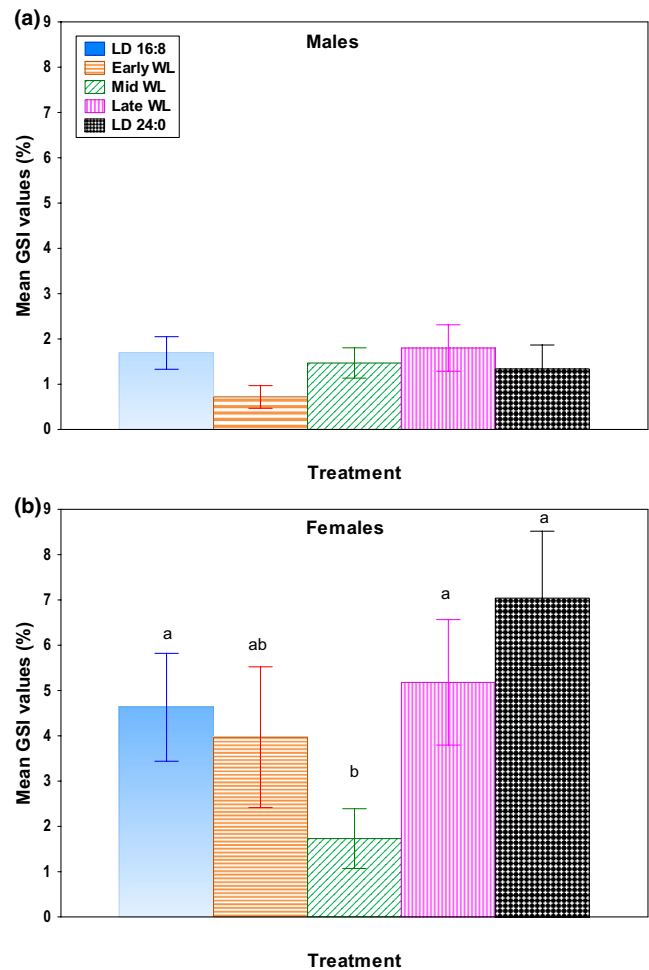 (a)
9
8
7
6
5
4
3
2
1
0
Mean GSI values (%)
Males
LD 16:8
Early WL
Mid WL
Late WL
LD 24:0
Treatment
(b)
9
8
7
6
5
4
3
2
1
0
Mean GSI values (%)
Females
a
ab
b
a
a
Treatment